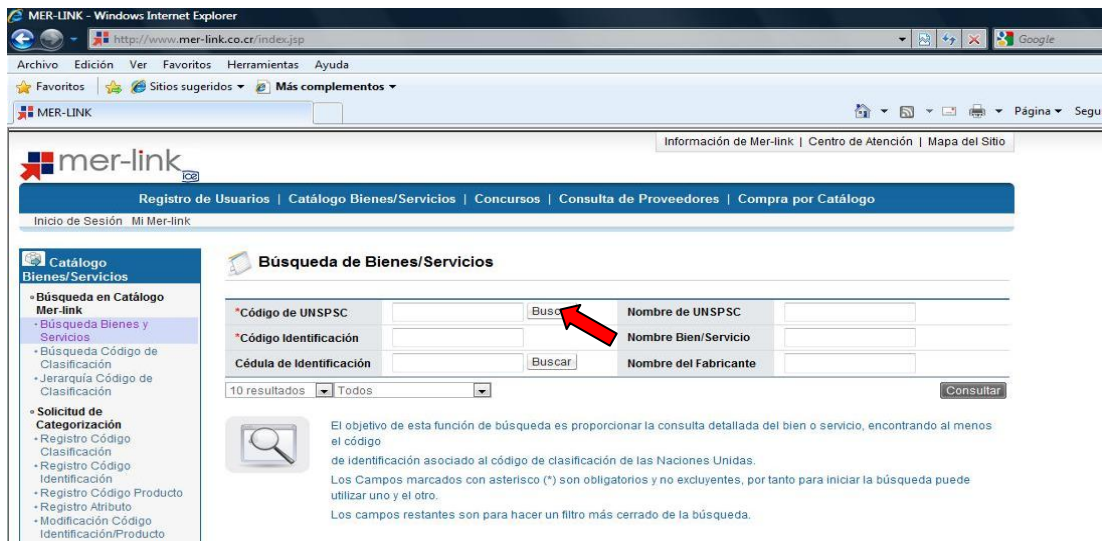 MER-LINK - Windows Internet Explorer
http://www.mer-link.co.cr/index.jsp
Google
Archivo Edición Ver Favoritos Herramientas Ayuda
Favoritos Sitios sugeridos Más complementos
MER-LINK
Página
Información de Mer-link | Centro de Atención | Mapa del Sitio
mer-link
ice
Registro de Usuarios | Catálogo Bienes/Servicios | Concursos | Consulta de Proveedores | Compra por Catálogo
Inicio de Sesión Mi Mer-link
Catálogo
Bienes/Servicios
Búsqueda en Catálogo
Mer-link
Búsqueda Bienes y
Servicios
Búsqueda Código de
Clasificación
Jerarquía Código de
Clasificación
Solicitud de
Categorización
Registro Código
Clasificación
Registro Código
Identificación
Registro Código Producto
Registro Atributo
Modificación Código
Identificación/Producto
Búsqueda de Bienes/Servicios
*Código de UNSPSC Nombre de UNSPSC
*Código Identificación Nombre Bien/Servicio
Cédula de Identificación Buscar Nombre del Fabricante
10 resultados Todos Consultar
El objetivo de esta función de búsqueda es proporcionar la consulta detallada del bien o servicio, encontrando al menos
el código
de identificación asociado al código de clasificación de las Naciones Unidas.
Los Campos marcados con asterisco (*) son obligatorios y no excluyentes, por tanto para iniciar la búsqueda puede
utilizar uno y el otro.
Los campos restantes son para hacer un filtro más cerrado de la búsqueda.